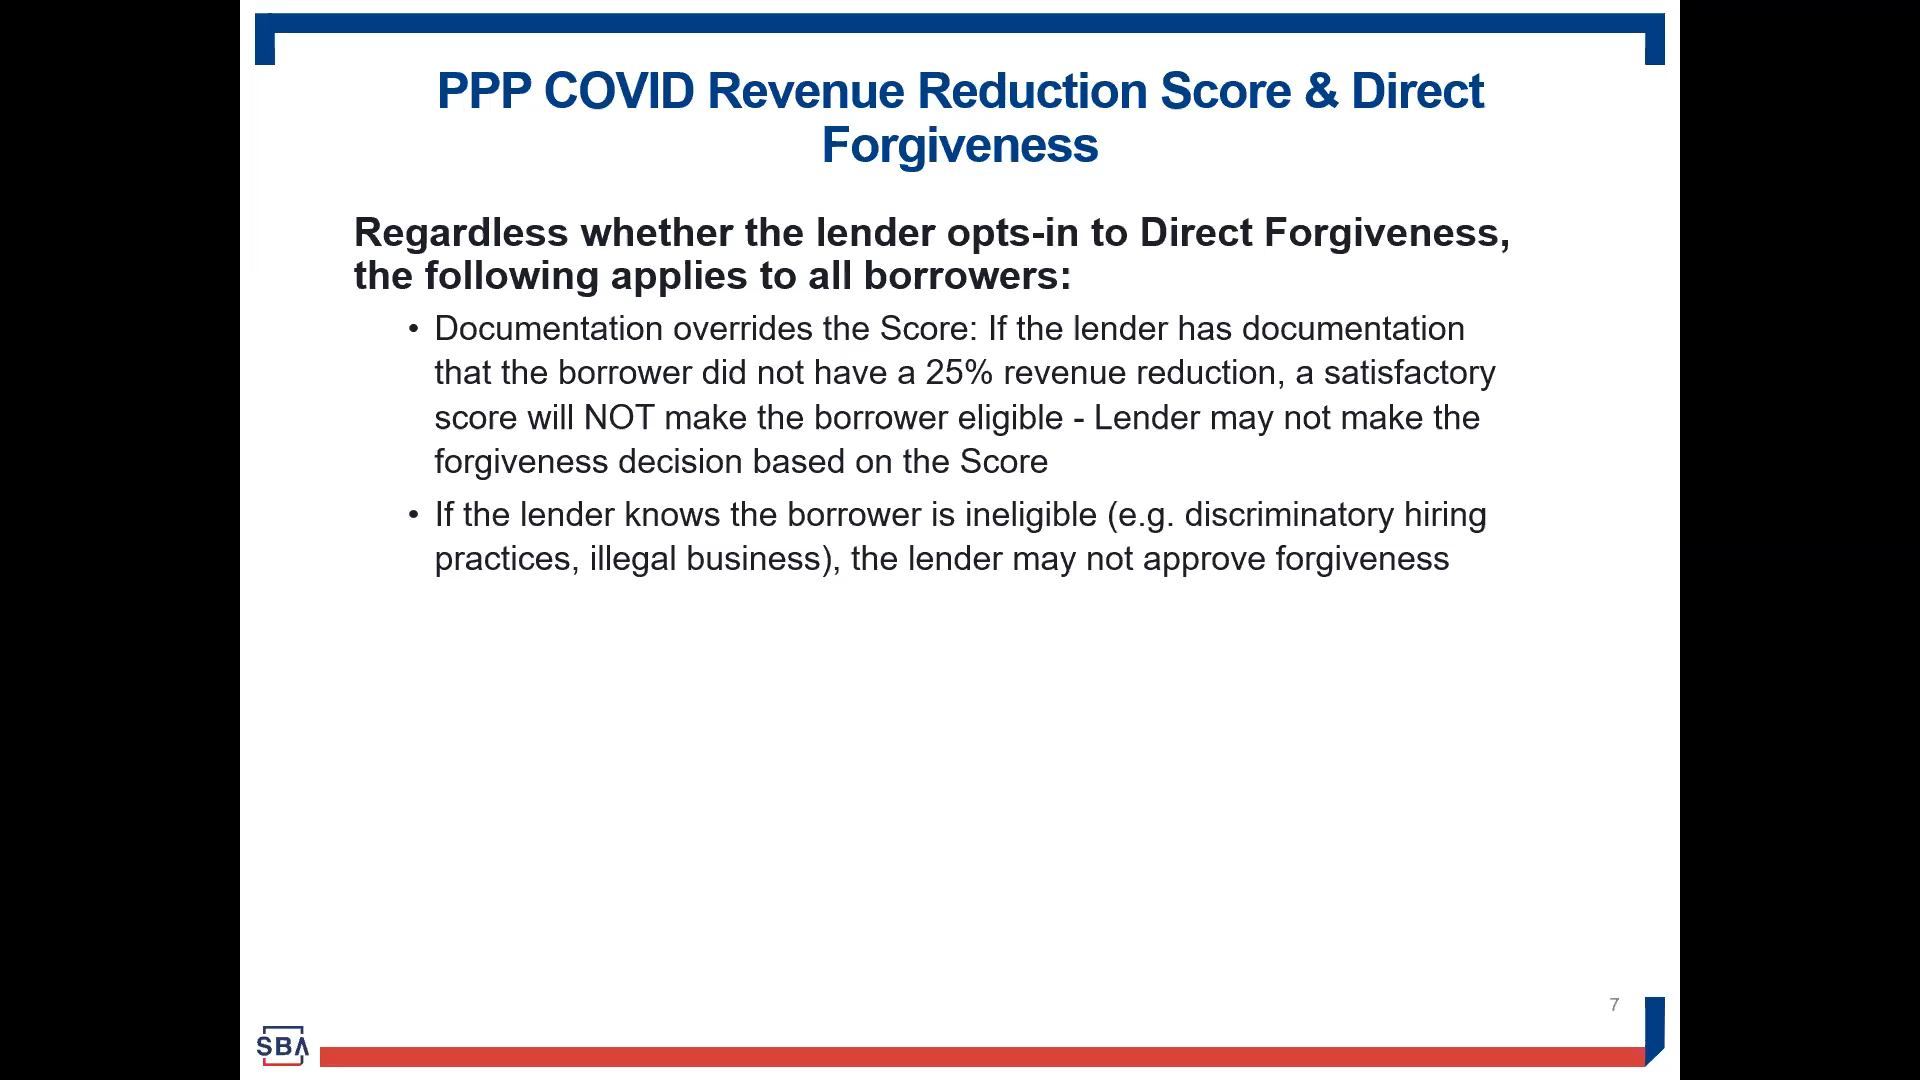 PPP COVID Revenue Reduction Score & Direct
Forgiveness
Regardless whether the lender opts-in to Direct Forgiveness,
the following applies to all borrowers:
• Documentation overrides the Score: If the lender has documentation
that the borrower did not have a 25% revenue reduction, a satisfactory
score will NOT make the borrower eligible - Lender may not make the
forgiveness decision based on the Score
• If the lender knows the borrower is ineligible (e.g. discriminatory hiring
practices, illegal business), the lender may not approve forgiveness
7
SBA